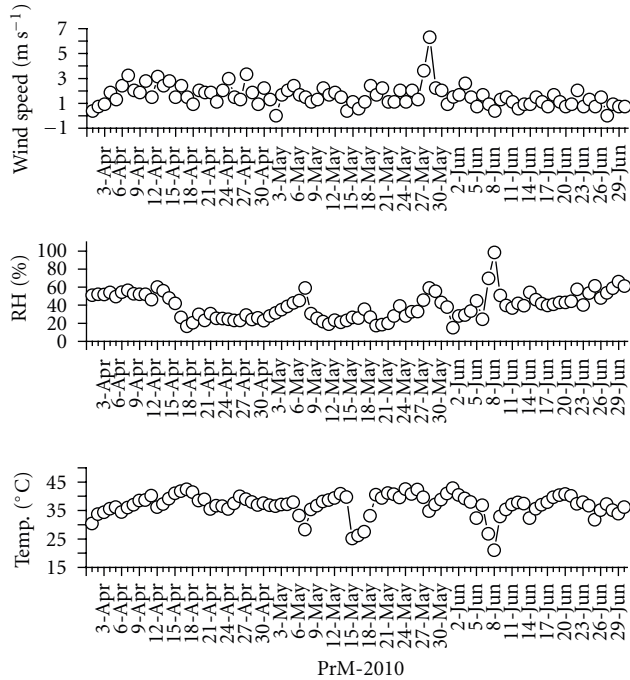 Wind speed (m s−1)
7
5
3
1
−1
3-Apr
6-Apr
9-Apr
12-Apr
15-Apr
18-Apr
21-Apr
24-Apr
27-Apr
30-Apr
3-May
6-May
9-May
12-May
15-May
18-May
21-May
24-May
27-May
30-May
2-Jun
5-Jun
8-Jun
11-Jun
14-Jun
17-Jun
20-Jun
23-Jun
26-Jun
29-Jun
RH (%)
100
80
60
40
20
0
3-Apr
6-Apr
9-Apr
12-Apr
15-Apr
18-Apr
21-Apr
24-Apr
27-Apr
30-Apr
3-May
6-May
9-May
12-May
15-May
18-May
21-May
24-May
27-May
30-May
2-Jun
5-Jun
8-Jun
11-Jun
14-Jun
17-Jun
20-Jun
23-Jun
26-Jun
29-Jun
Temp. (°C)
45
35
25
15
3-Apr
6-Apr
9-Apr
12-Apr
15-Apr
18-Apr
21-Apr
24-Apr
27-Apr
30-Apr
3-May
6-May
9-May
12-May
15-May
18-May
21-May
24-May
27-May
30-May
2-Jun
5-Jun
8-Jun
11-Jun
14-Jun
17-Jun
20-Jun
23-Jun
26-Jun
29-Jun
PrM-2010